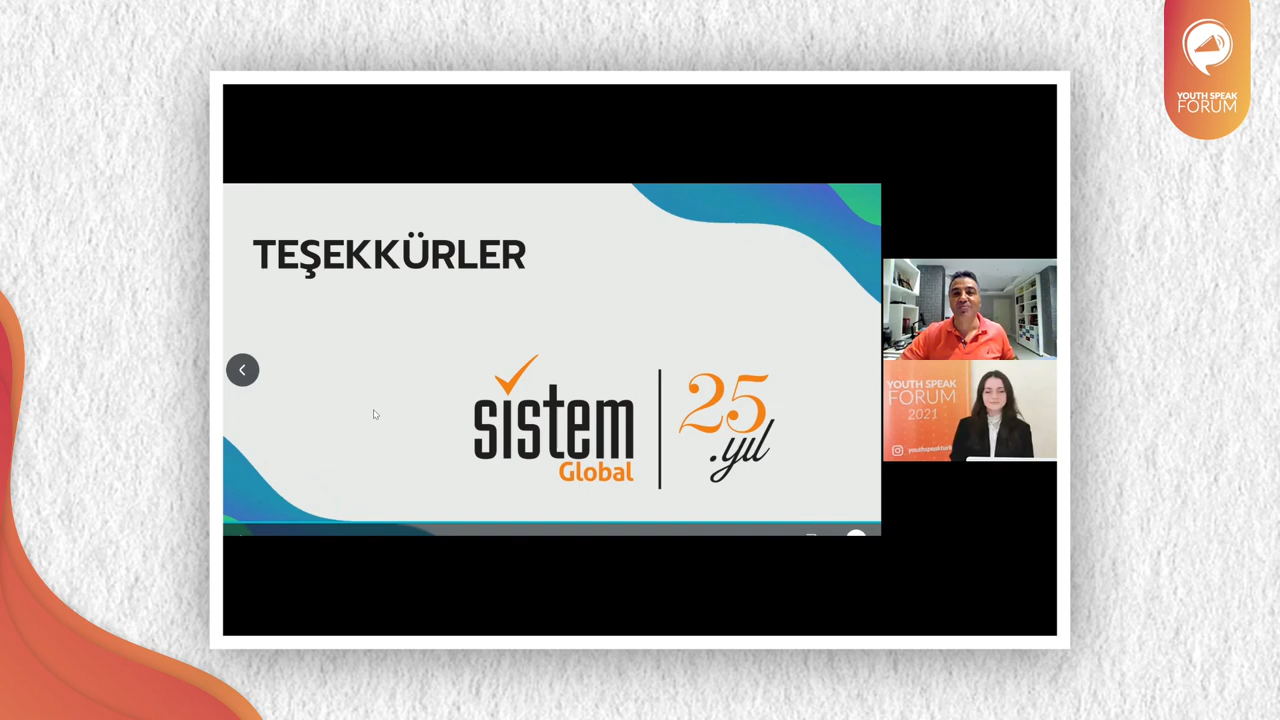 YOUTH SPEAK
FORUM
TEŞEKKÜRLER
sistem
Global
25
.yıl
YOUTH SPEAK
FORUM
2021